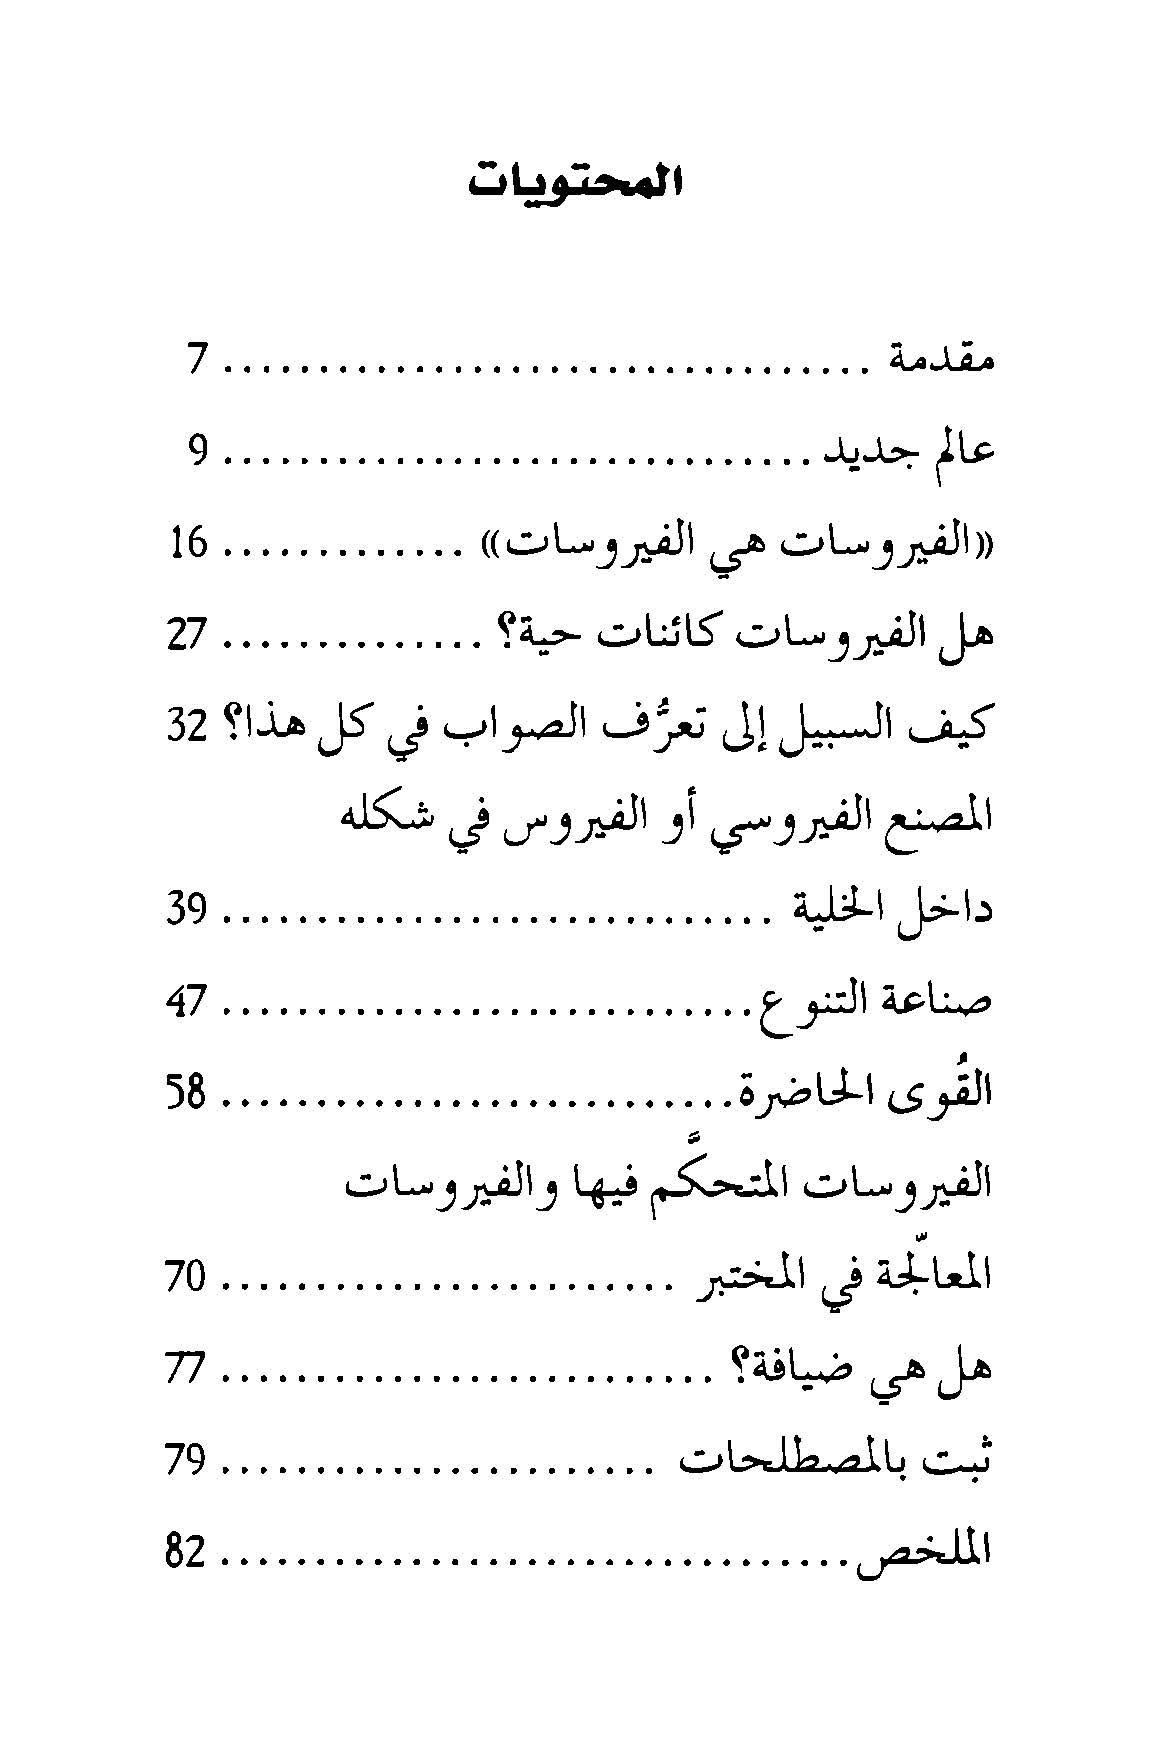 المحتويات
مقدمة . . . . . . . . . . . . . . . . . . . . . . . . . . . . . . . . . . . 7
عالم جديد . . . . . . . . . . . . . . . . . . . . . . . . . . . . . . . . 9
«الفيروسات هي الفيروسات» . . . . . . . . . . . . . 16
هل الفيروسات كائنات حية؟ . . . . . . . . . . . . . . 27
كيف السبيل إلى تعرُّف الصواب في كل هذا؟ 32
المصنع الفيروسي أو الفيروس في شكله
داخل الخلية . . . . . . . . . . . . . . . . . . . . . . . . . . . . . . 39
صناعة التنوع . . . . . . . . . . . . . . . . . . . . . . . . . . . . . 47
القُوى الحاضرة . . . . . . . . . . . . . . . . . . . . . . . . . . . . 58
الفيروسات المتحكَّم فيها والفيروسات
المعالَجة في المختبر . . . . . . . . . . . . . . . . . . . . . . . . . 70
هل هي ضيافة؟ . . . . . . . . . . . . . . . . . . . . . . . . . . . 77
ثبت بالمصطلحات . . . . . . . . . . . . . . . . . . . . . . . . 79
الملخص . . . . . . . . . . . . . . . . . . . . . . . . . . . . . . . . . . 82